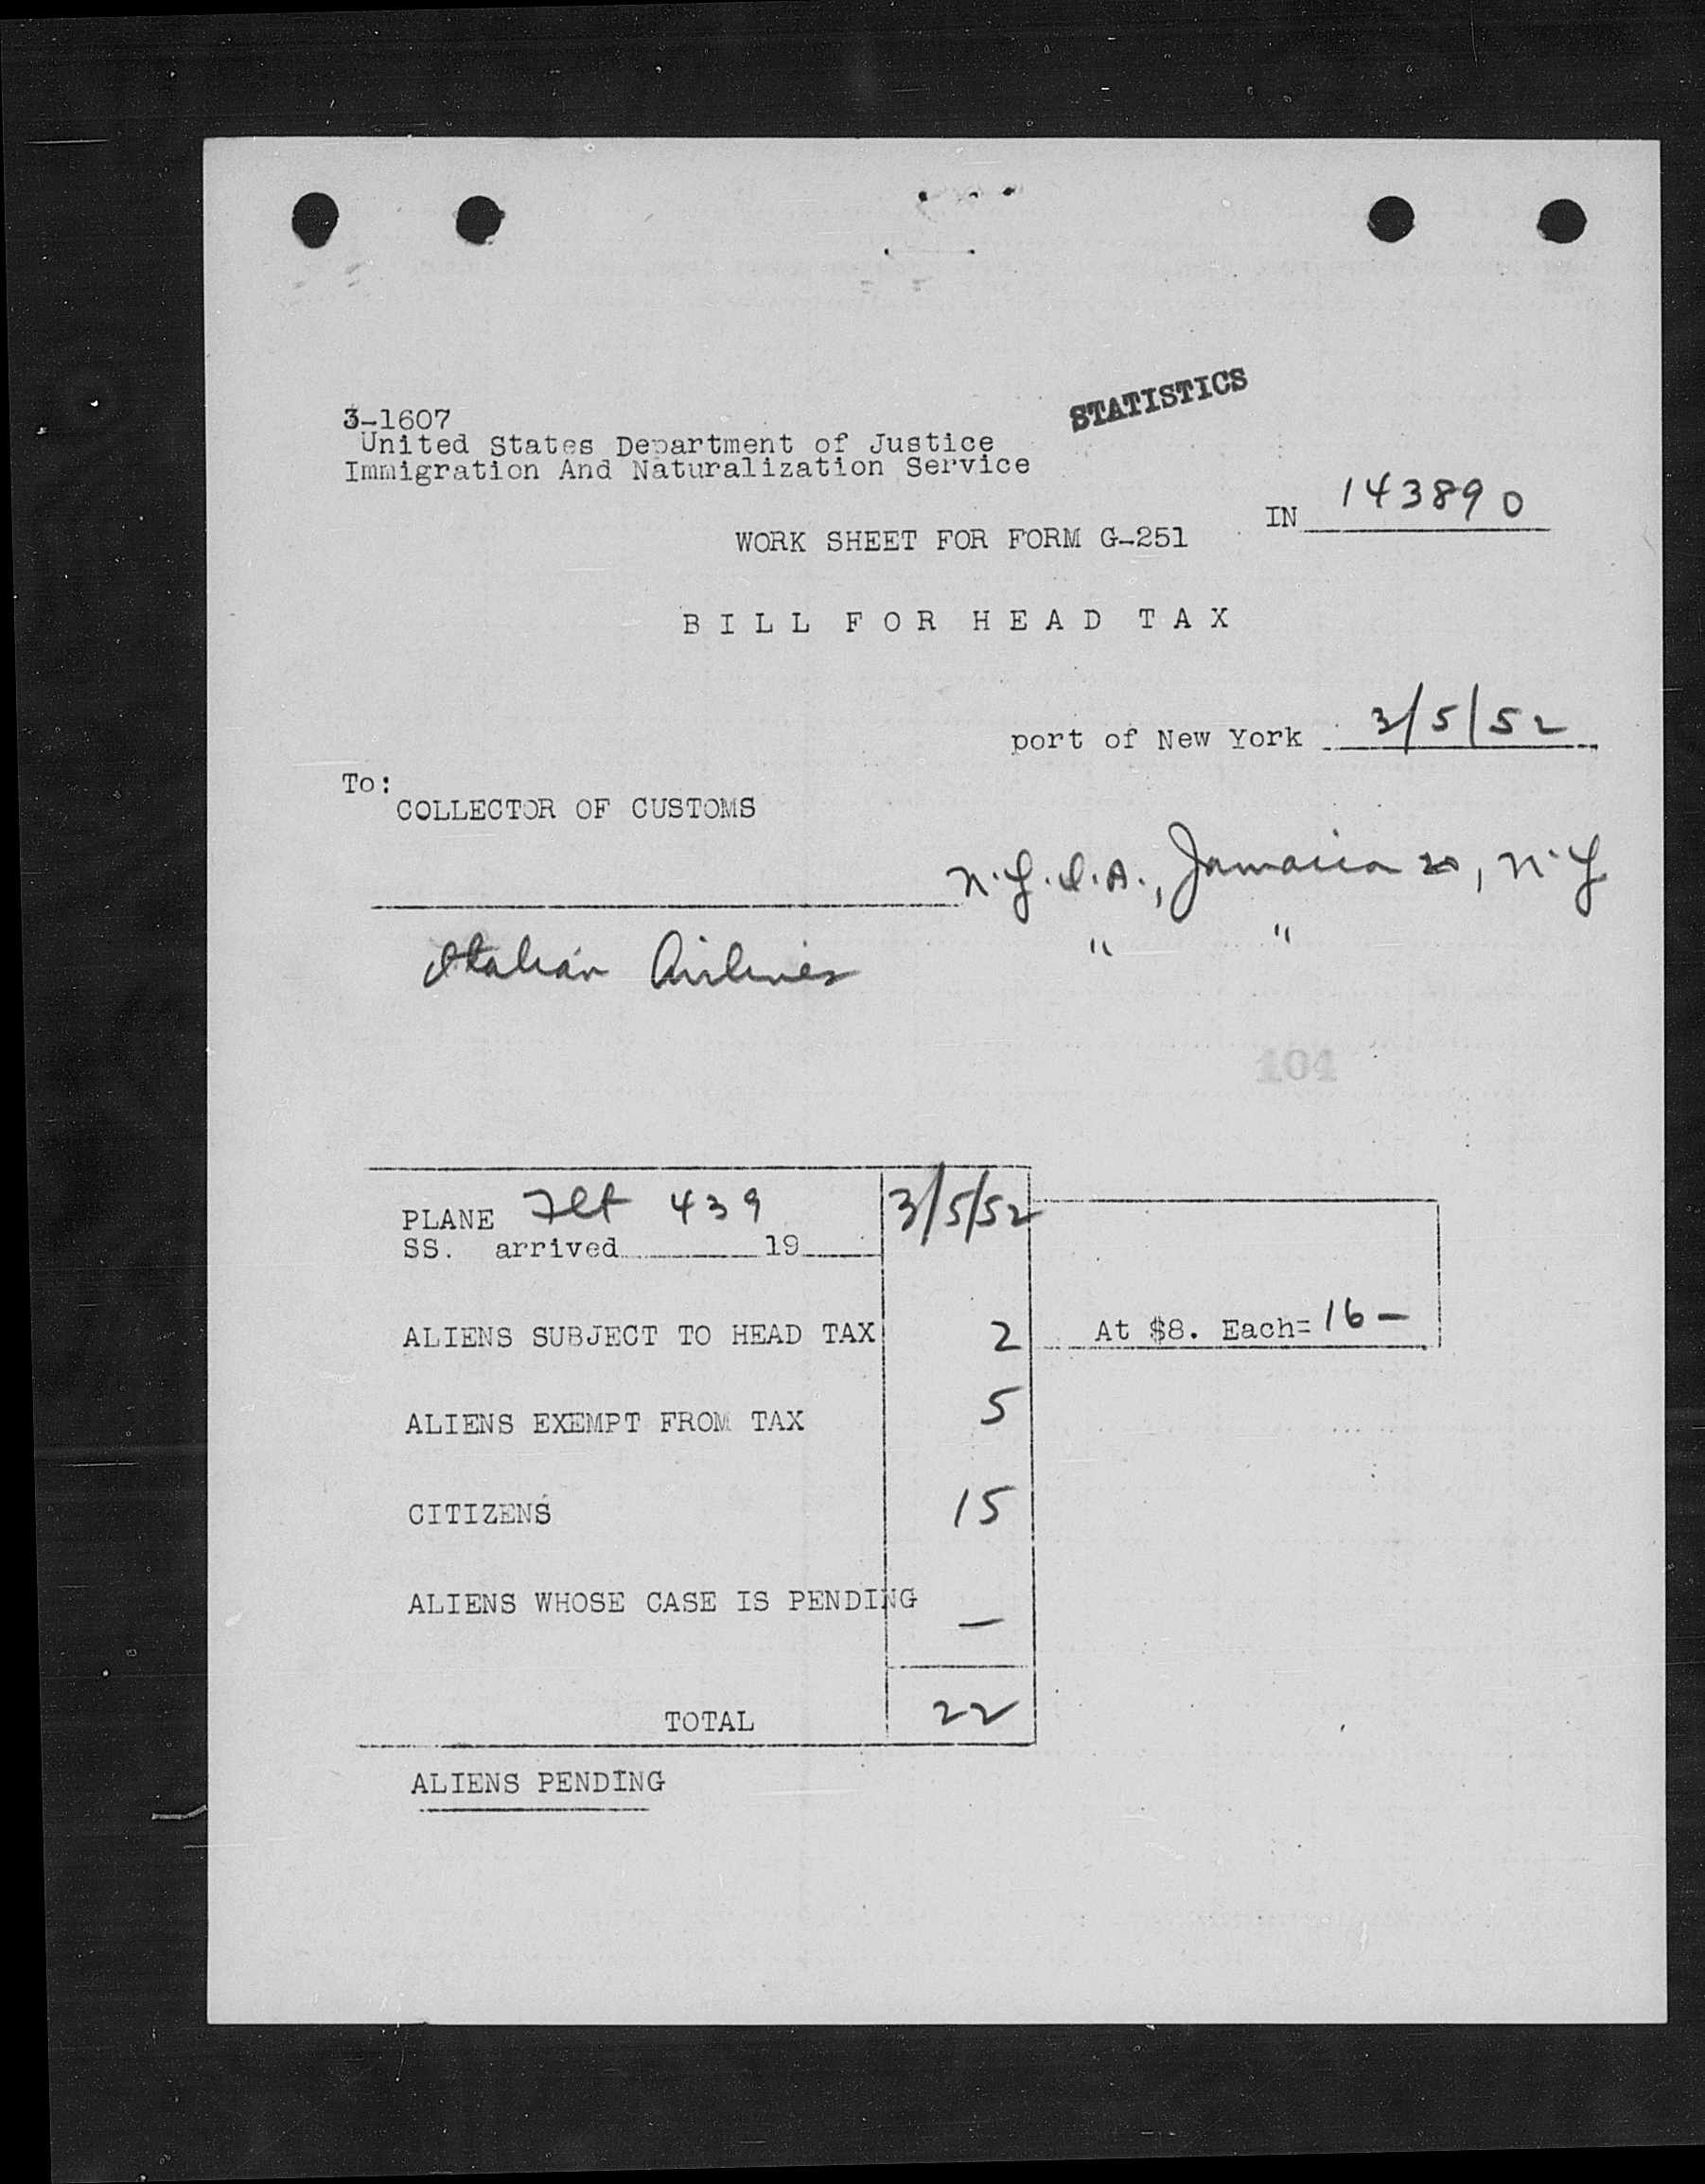 STATISTICS
3-1607
United States Department of Justice
Immigration And Naturalization Service
IN 143890
WORK SHEET FOR FORM G-251
BILL FOR HEAD TAX
port of New York 3/5/52
To:
COLLECTOR OF CUSTOMS
N.Y.I.A., Jamaica 20, N.Y
Italian Airlines " "
104
PLANE Flt 439 3/5/52
SS. arrived 19
ALIENS SUBJECT TO HEAD TAX 2 At $8. Each= 16 -
ALIENS EXEMPT FROM TAX 5
CITIZENS 15
ALIENS WHOSE CASE IS PENDING —
TOTAL 22
ALIENS PENDING